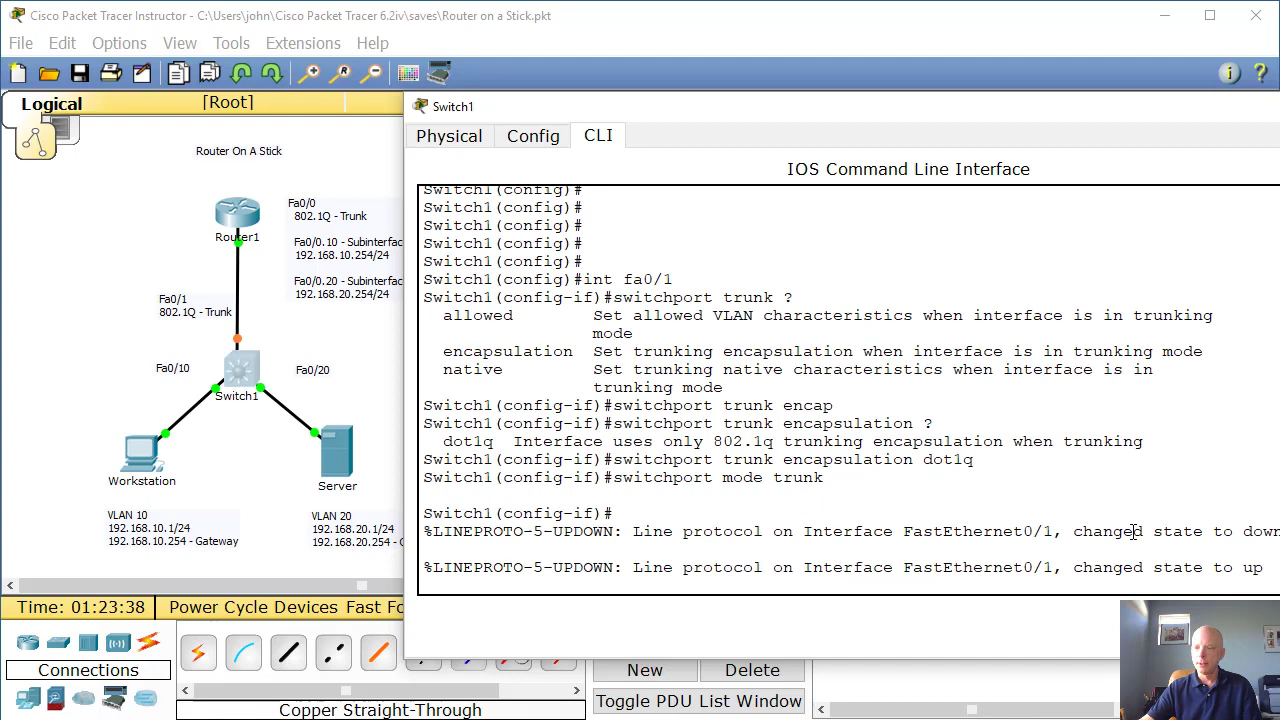 Cisco Packet Tracer Instructor - C:\Users\john\Cisco Packet Tracer 6.2iv\saves\Router on a Stick.pkt
File Edit Options View Tools Extensions Help
Logical [Root]
Switch1
Physical Config CLI
IOS Command Line Interface
Router On A Stick
Router1
Fa0/0
802.1Q - Trunk
Fa0/0.10 - Subinterfac
192.168.10.254/24
Fa0/0.20 - Subinterfac
192.168.20.254/24
Fa0/1
802.1Q - Trunk
Fa0/10
Fa0/20
Switch1
Workstation
Server
VLAN 10
192.168.10.1/24
192.168.10.254 - Gateway
VLAN 20
192.168.20.1/24
192.168.20.254 - Ga
Switch1(config)#
Switch1(config)#
Switch1(config)#
Switch1(config)#
Switch1(config)#
Switch1(config)#int fa0/1
Switch1(config-if)#switchport trunk ?
allowed Set allowed VLAN characteristics when interface is in trunking
mode
encapsulation Set trunking encapsulation when interface is in trunking mode
native Set trunking native characteristics when interface is in
trunking mode
Switch1(config-if)#switchport trunk encap
Switch1(config-if)#switchport trunk encapsulation ?
dot1q Interface uses only 802.1q trunking encapsulation when trunking
Switch1(config-if)#switchport trunk encapsulation dot1q
Switch1(config-if)#switchport mode trunk
Switch1(config-if)#
%LINEPROTO-5-UPDOWN: Line protocol on Interface FastEthernet0/1, changed state to down
%LINEPROTO-5-UPDOWN: Line protocol on Interface FastEthernet0/1, changed state to up
Time: 01:23:38 Power Cycle Devices Fast Fo
Connections
Copper Straight-Through
New Delete
Toggle PDU List Window